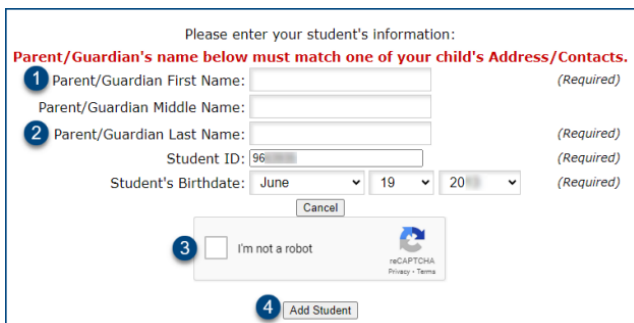 Please enter your student's information:
Parent/Guardian's name below must match one of your child's Address/Contacts.
1 Parent/Guardian First Name: (Required)
Parent/Guardian Middle Name:
2 Parent/Guardian Last Name: (Required)
Student ID: 96 (Required)
Student's Birthdate: June 19 20 (Required)
Cancel
3 I'm not a robot
reCAPTCHA
Privacy - Terms
4 Add Student